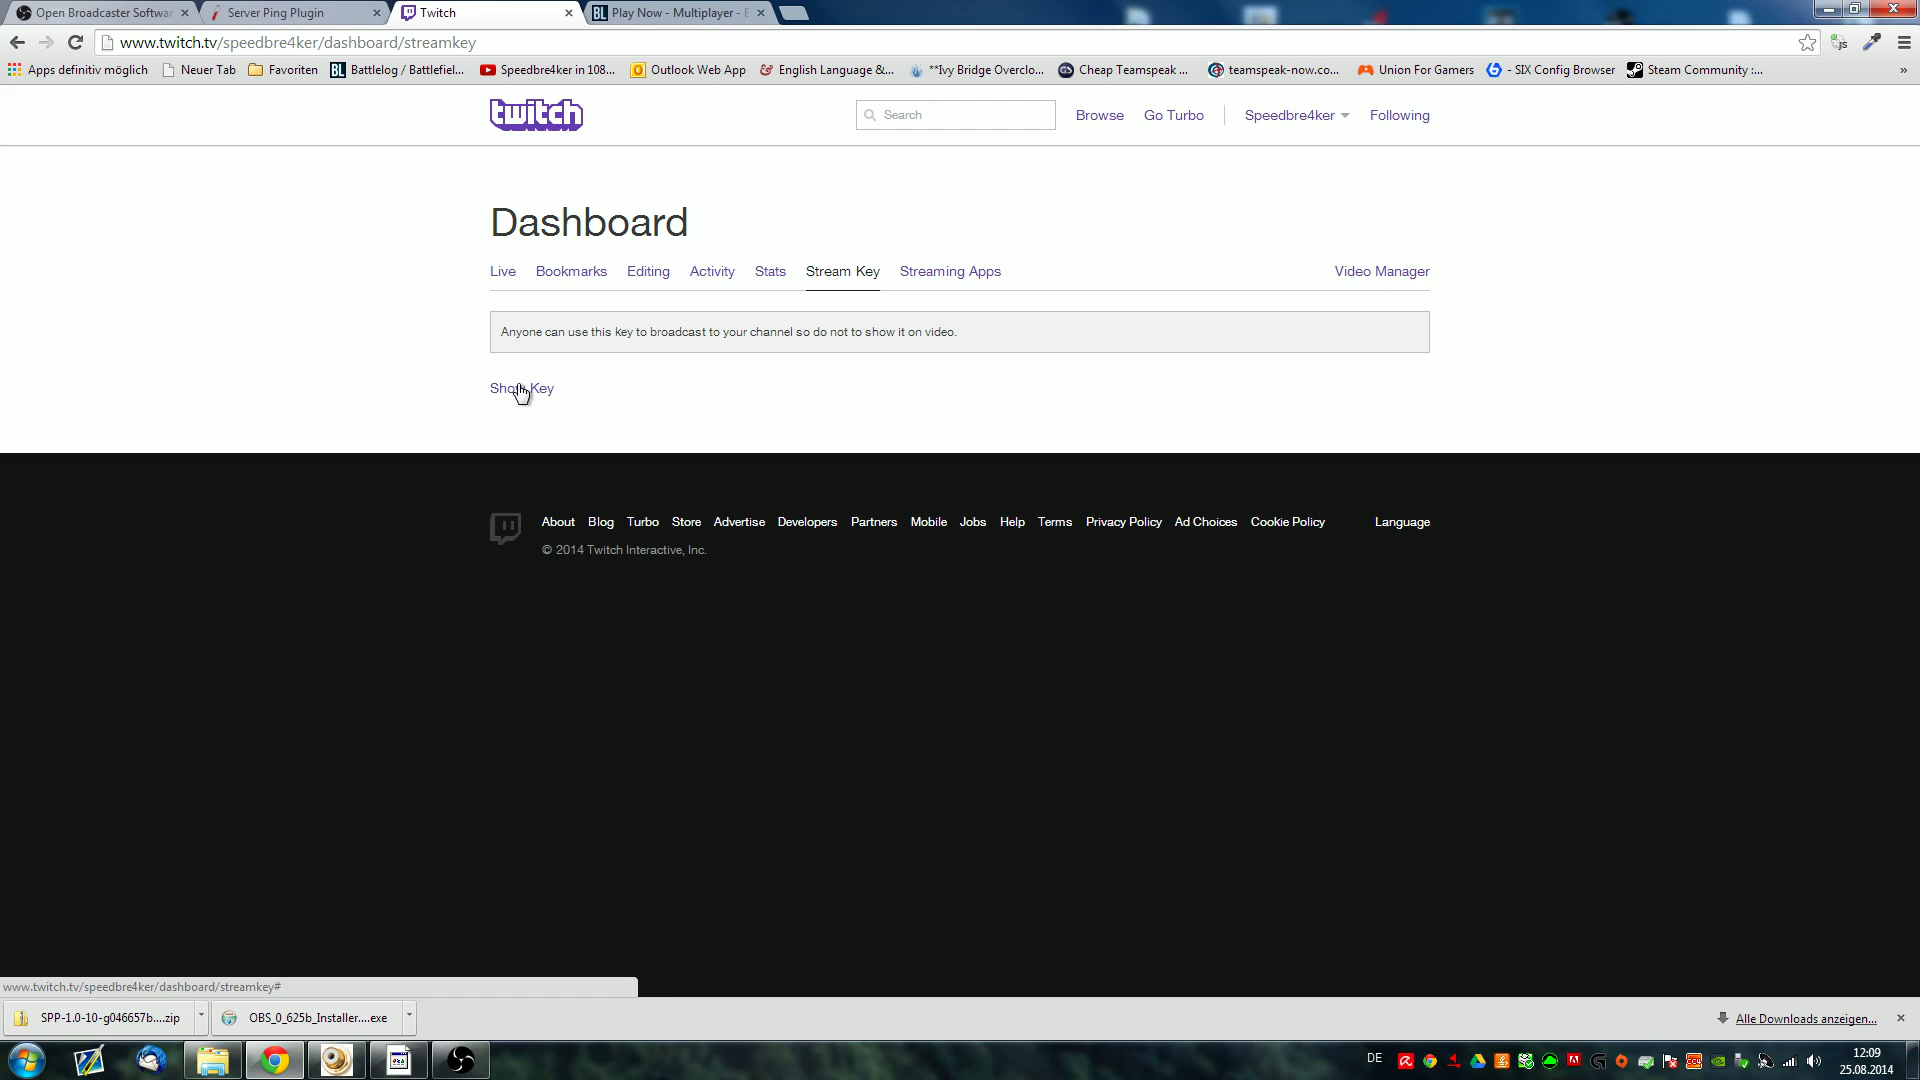 Open Broadcaster Softwar
Server Ping Plugin
Twitch
BL Play Now - Multiplayer -
www.twitch.tv/speedbre4ker/dashboard/streamkey
js
Apps definitiv möglich
Neuer Tab
Favoriten
BL Battlelog / Battlefiel...
Speedbre4ker in 108...
Outlook Web App
English Language &...
**Ivy Bridge Overclo...
Cheap Teamspeak ...
teamspeak-now.co...
Union For Gamers
- SIX Config Browser
Steam Community :...
»
twitch
Search
Browse
Go Turbo
Speedbre4ker
Following
Dashboard
Live Bookmarks Editing Activity Stats Stream Key Streaming Apps Video Manager
Anyone can use this key to broadcast to your channel so do not to show it on video.
Show Key
About Blog Turbo Store Advertise Developers Partners Mobile Jobs Help Terms Privacy Policy Ad Choices Cookie Policy Language
© 2014 Twitch Interactive, Inc.
www.twitch.tv/speedbre4ker/dashboard/streamkey#
SPP-1.0-10-g046657b....zip
OBS_0_625b_Installer....exe
Alle Downloads anzeigen...
DE
12:09
25.08.2014